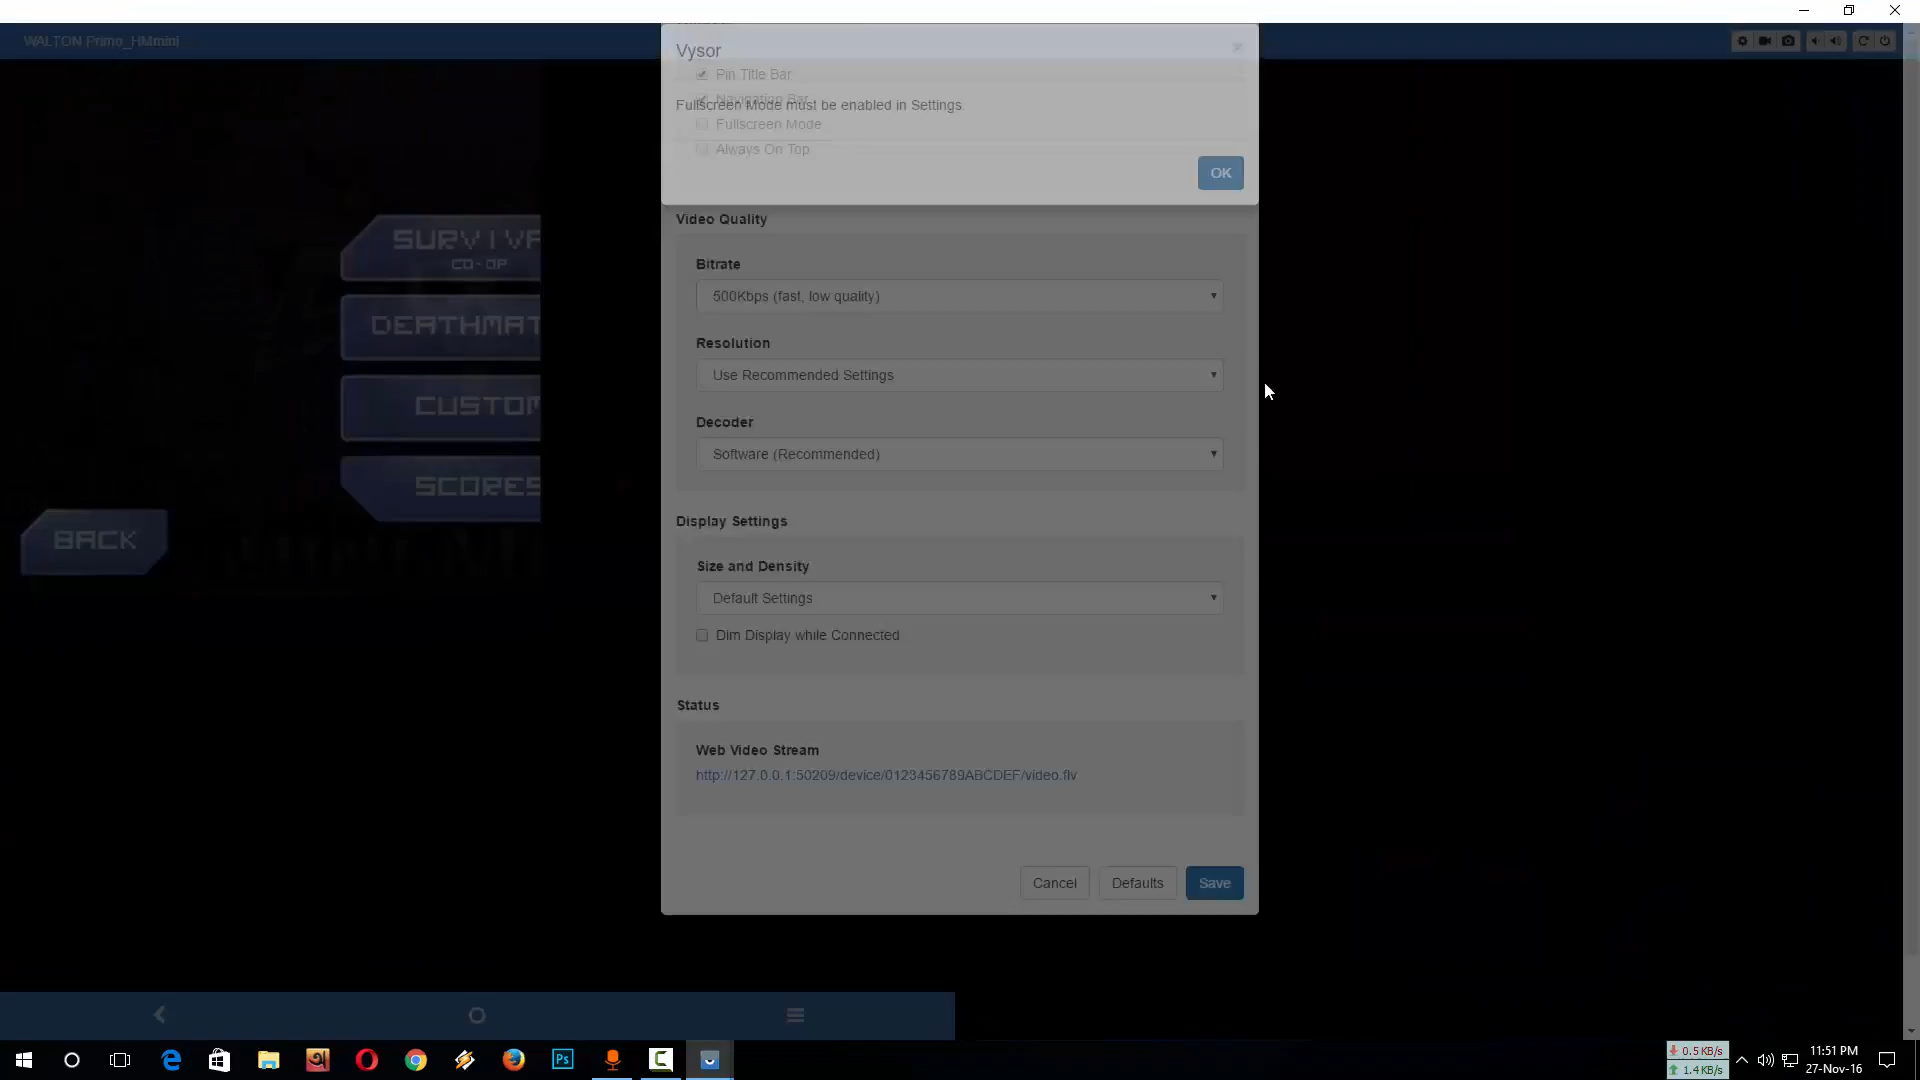 WALTON Primo_HMmini
Vysor
×
Pin Title Bar
Navigation Bar
Fullscreen Mode must be enabled in Settings.
Fullscreen Mode
Always On Top
OK
Video Quality
Bitrate
500Kbps (fast, low quality)
Resolution
Use Recommended Settings
Decoder
Software (Recommended)
Display Settings
Size and Density
Default Settings
Dim Display while Connected
Status
Web Video Stream
http://127.0.0.1:50209/device/0123456789ABCDEF/video.flv
Cancel
Defaults
Save
SURVIVA
CO-OP
DEATHMAT
CUSTOM
SCORES
BACK
Ps
0.5 KB/s
1.4 KB/s
11:51 PM
27-Nov-16